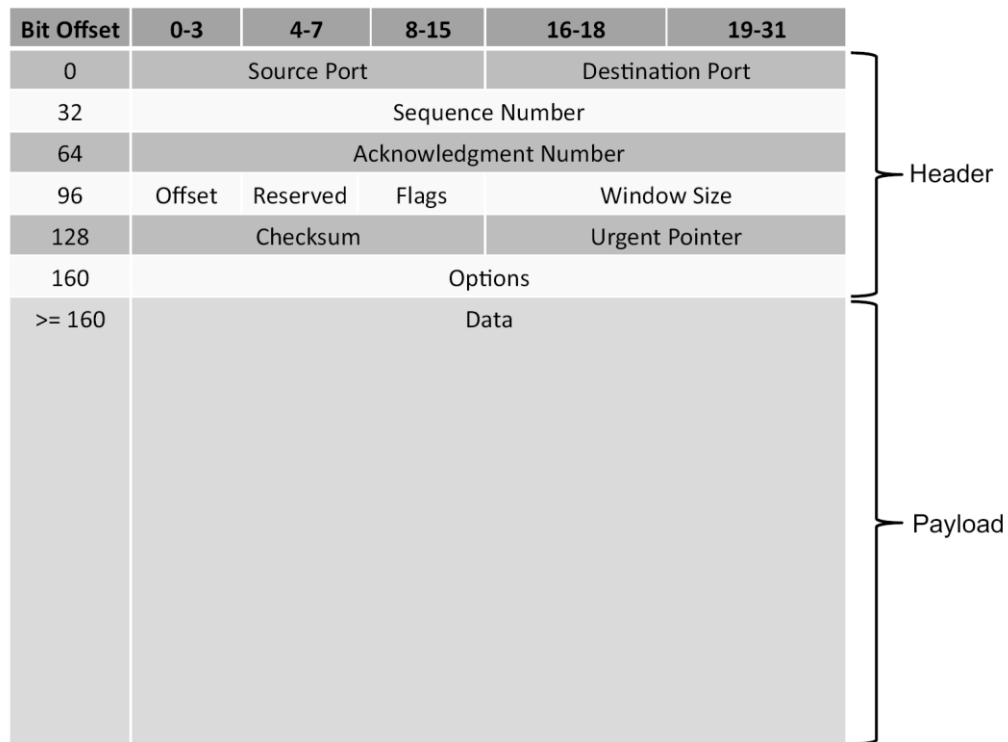 Bit Offset 0-3 4-7 8-15 16-18 19-31
0 Source Port Destination Port
32 Sequence Number
64 Acknowledgment Number
Header
96 Offset Reserved Flags Window Size
128 Checksum Urgent Pointer
160 Options
>= 160 Data
Payload